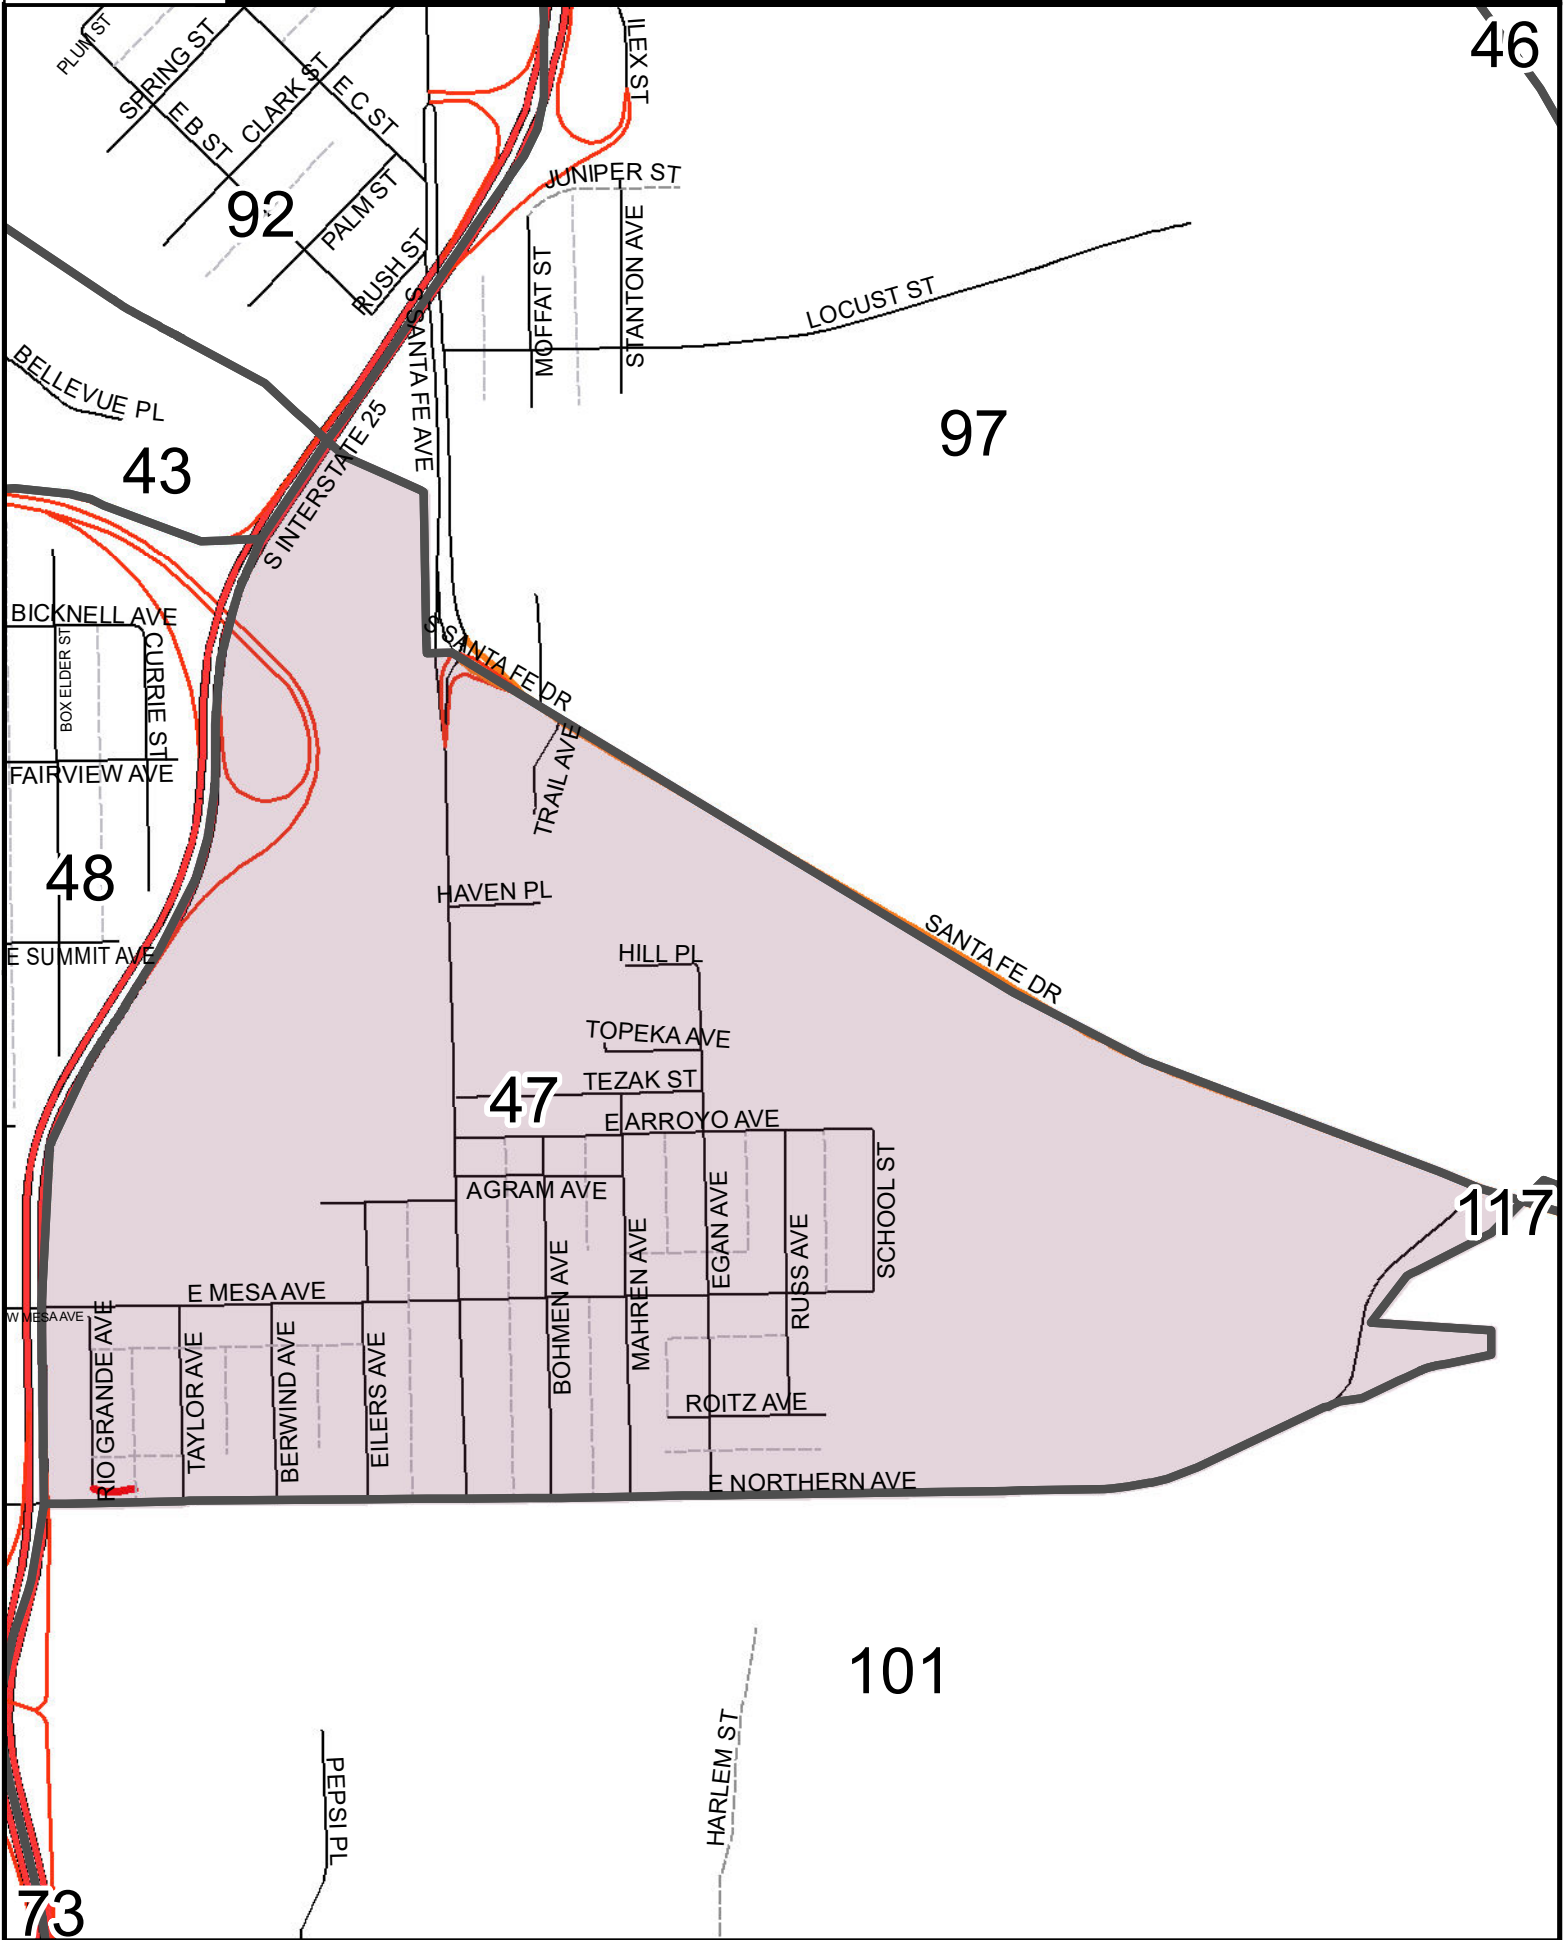 PLUM ST
SPRING ST
E B ST
CLARK ST
E C ST
ILEX ST
46
92
PALM ST
RUSH ST
JUNIPER ST
MOFFAT ST
STANTON AVE
LOCUST ST
S SANTA FE AVE
BELLEVUE PL
43
97
S INTERSTATE 25
BICKNELL AVE
BOX ELDER ST
CURRIE ST
S SANTA FE DR
TRAIL AVE
FAIRVIEW AVE
48
HAVEN PL
E SUMMIT AVE
HILL PL
SANTA FE DR
TOPEKA AVE
TEZAK ST
47
E ARROYO AVE
AGRAM AVE
EGAN AVE
SCHOOL ST
117
RUSS AVE
E MESA AVE
W MESA AVE
RIO GRANDE AVE
TAYLOR AVE
BERWIND AVE
EILERS AVE
BOHMEN AVE
MAHREN AVE
ROITZ AVE
E NORTHERN AVE
101
HARLEM ST
PEPSI PL
73